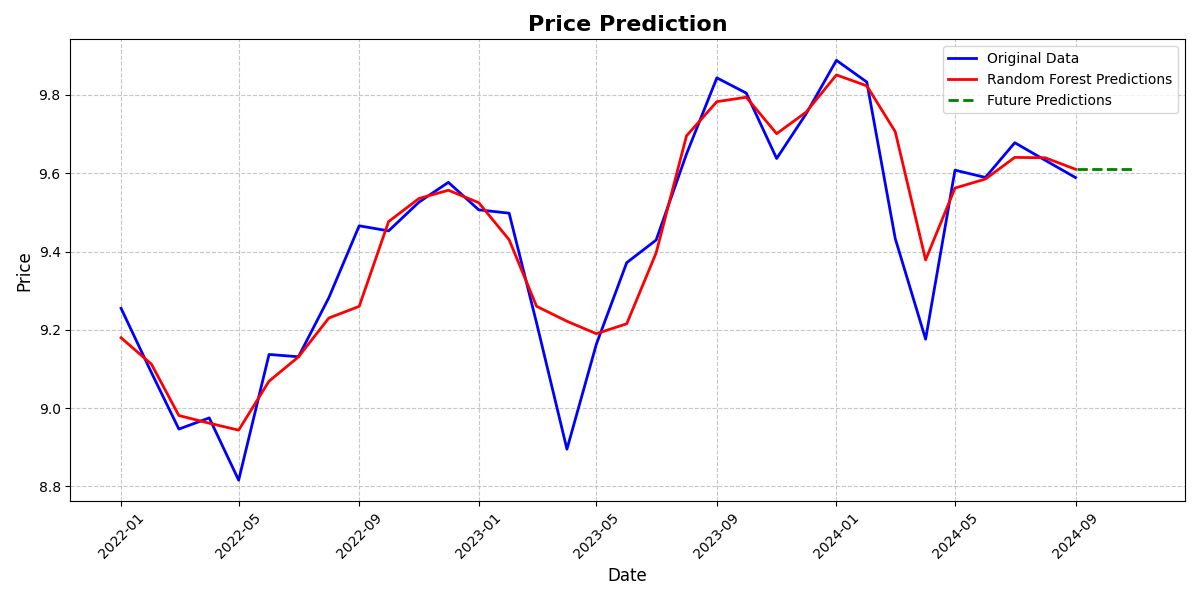 Price Prediction
Original Data
Random Forest Predictions
Future Predictions
Price
9.8
9.6
9.4
9.2
9.0
8.8
2022-01
2022-05
2022-09
2023-01
2023-05
2023-09
2024-01
2024-05
2024-09
Date